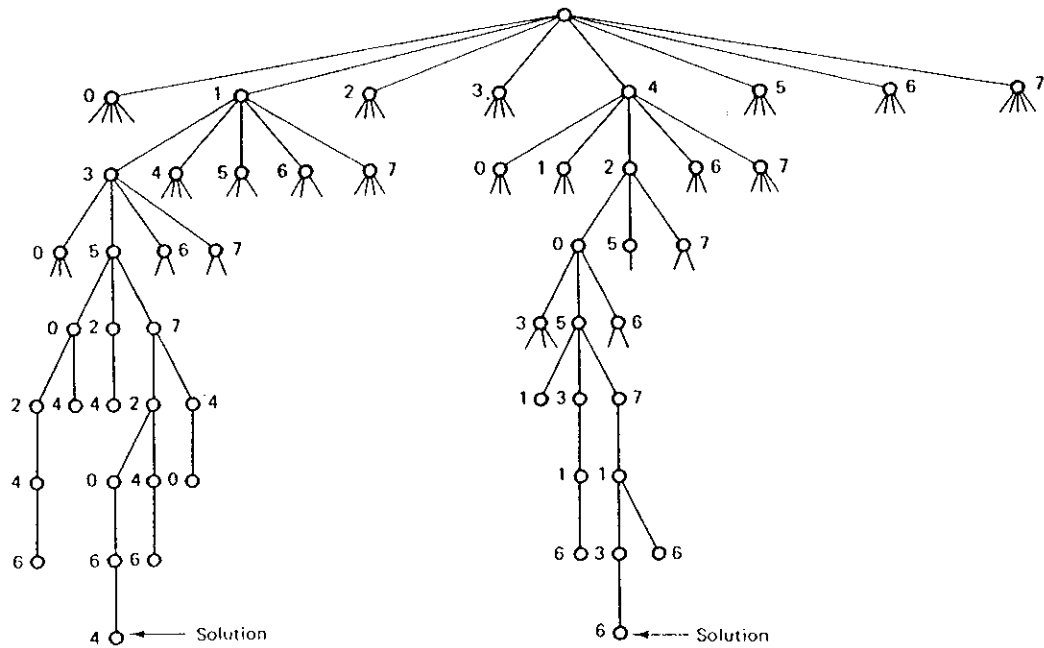 0 1 2 3 4 5 6 7
3 4 5 6 7 0 1 2 6 7
0 5 6 7 0 5 7
0 2 7 3 5 6
2 4 4 2 4 1 3 7
4 0 4 0 1 1
6 6 6 6 3 6
4 Solution 6 Solution